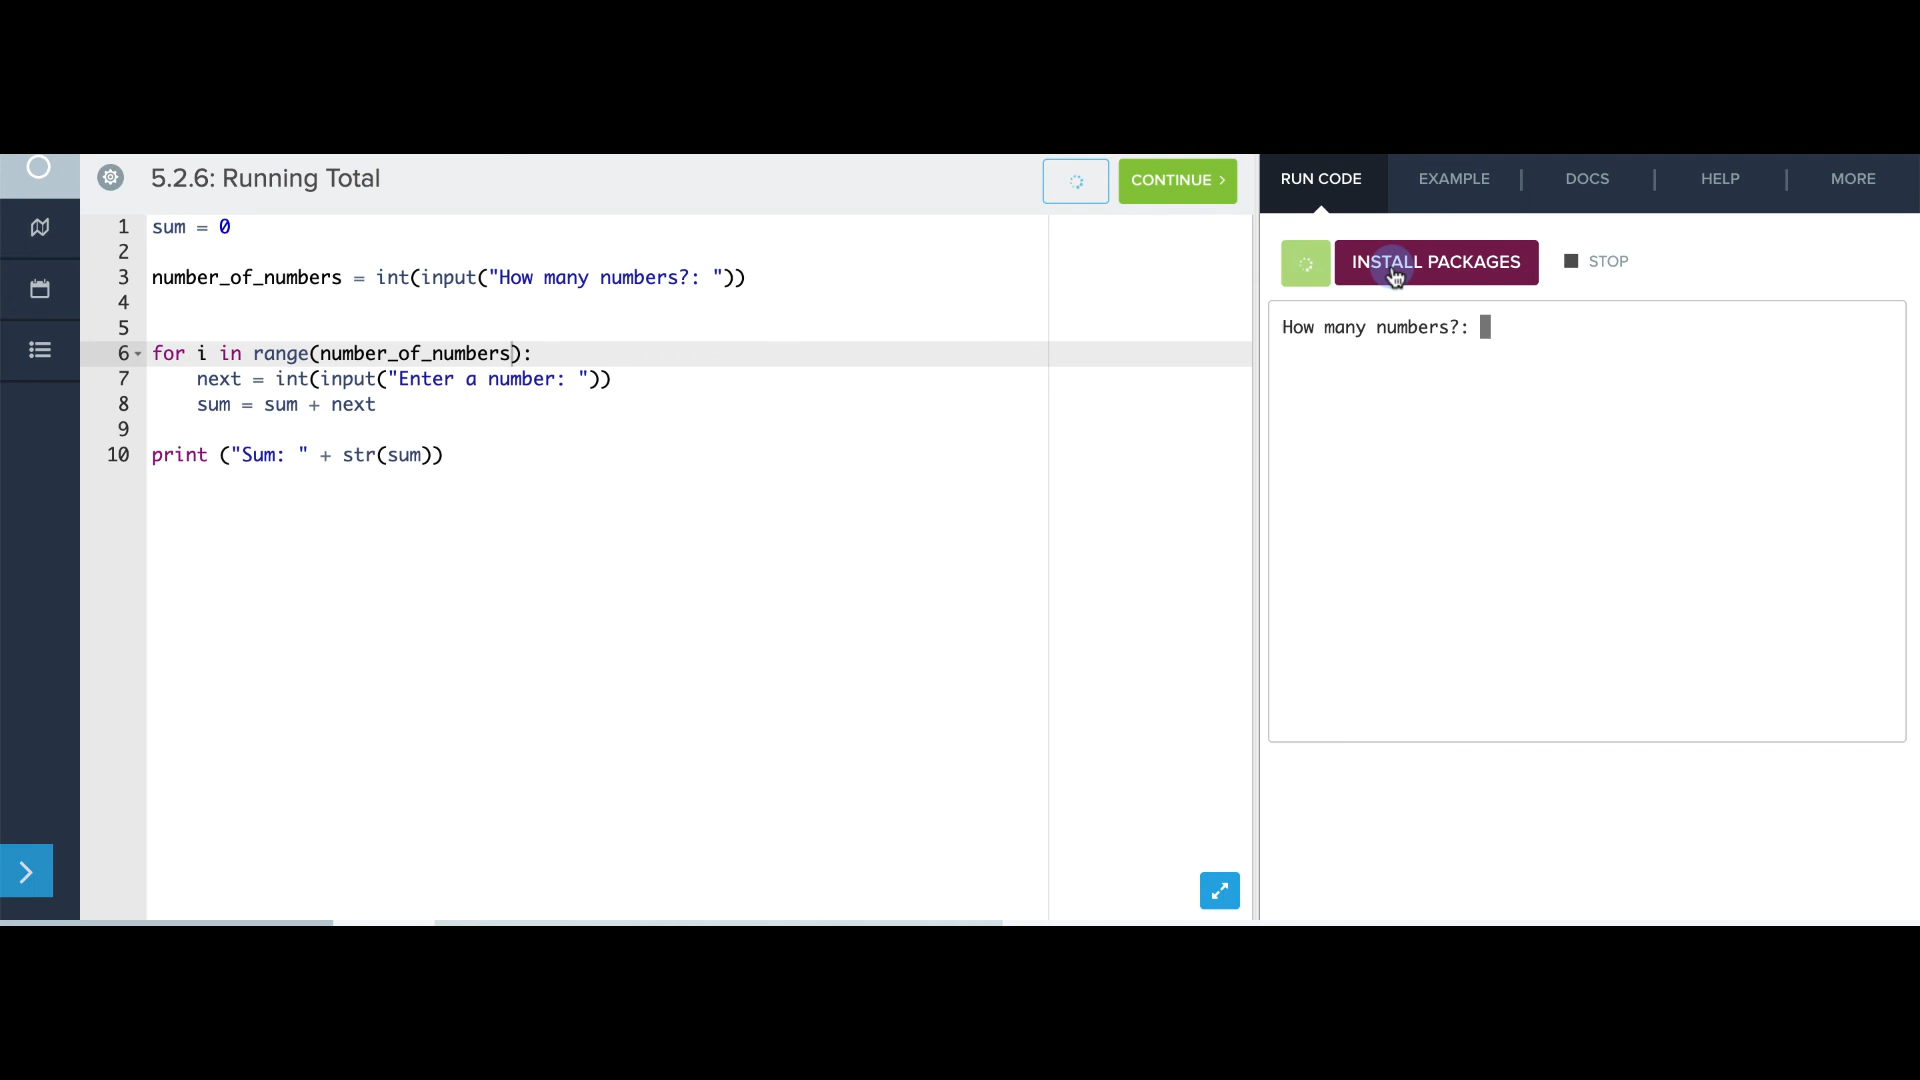 5.2.6: Running Total
CONTINUE >
RUN CODE
EXAMPLE
DOCS
HELP
MORE
1 sum = 0
2
3 number_of_numbers = int(input("How many numbers?: "))
4
5
6 for i in range(number_of_numbers):
7 next = int(input("Enter a number: "))
8 sum = sum + next
9
10 print ("Sum: " + str(sum))
INSTALL PACKAGES
STOP
How many numbers?: